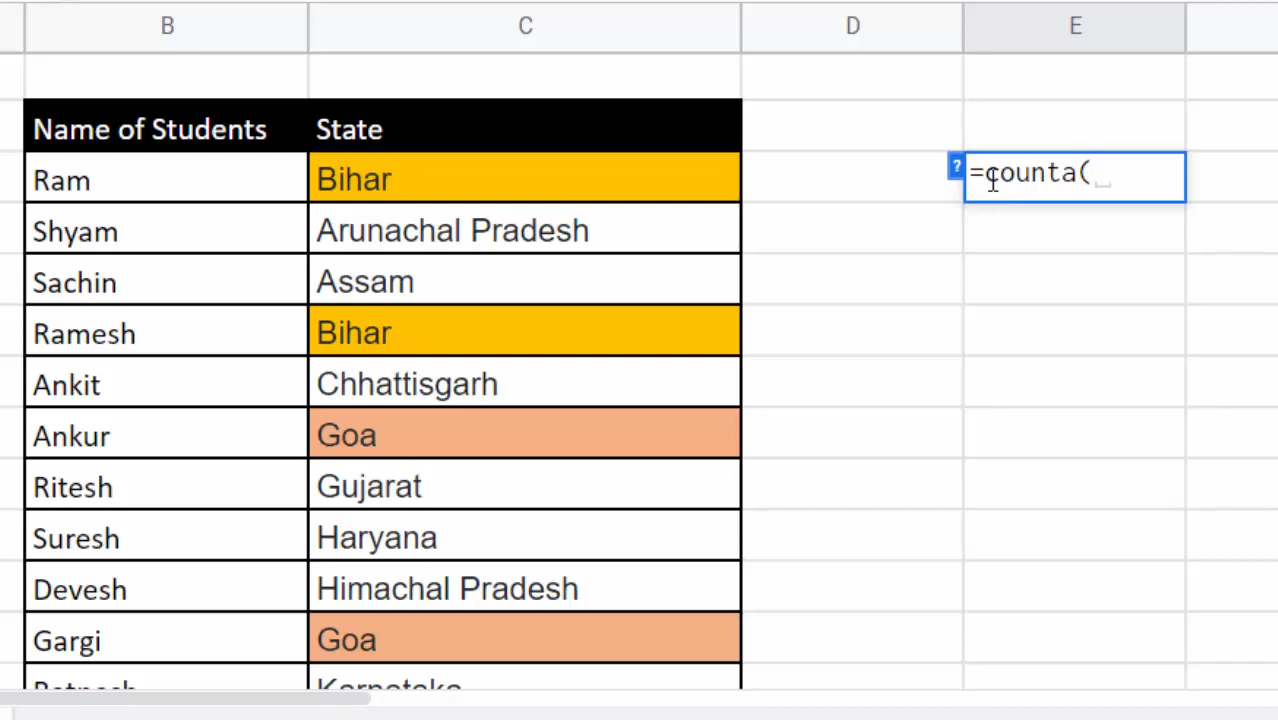 B C D E
Name of Students State
Ram Bihar ? =counta(
Shyam Arunachal Pradesh
Sachin Assam
Ramesh Bihar
Ankit Chhattisgarh
Ankur Goa
Ritesh Gujarat
Suresh Haryana
Devesh Himachal Pradesh
Gargi Goa